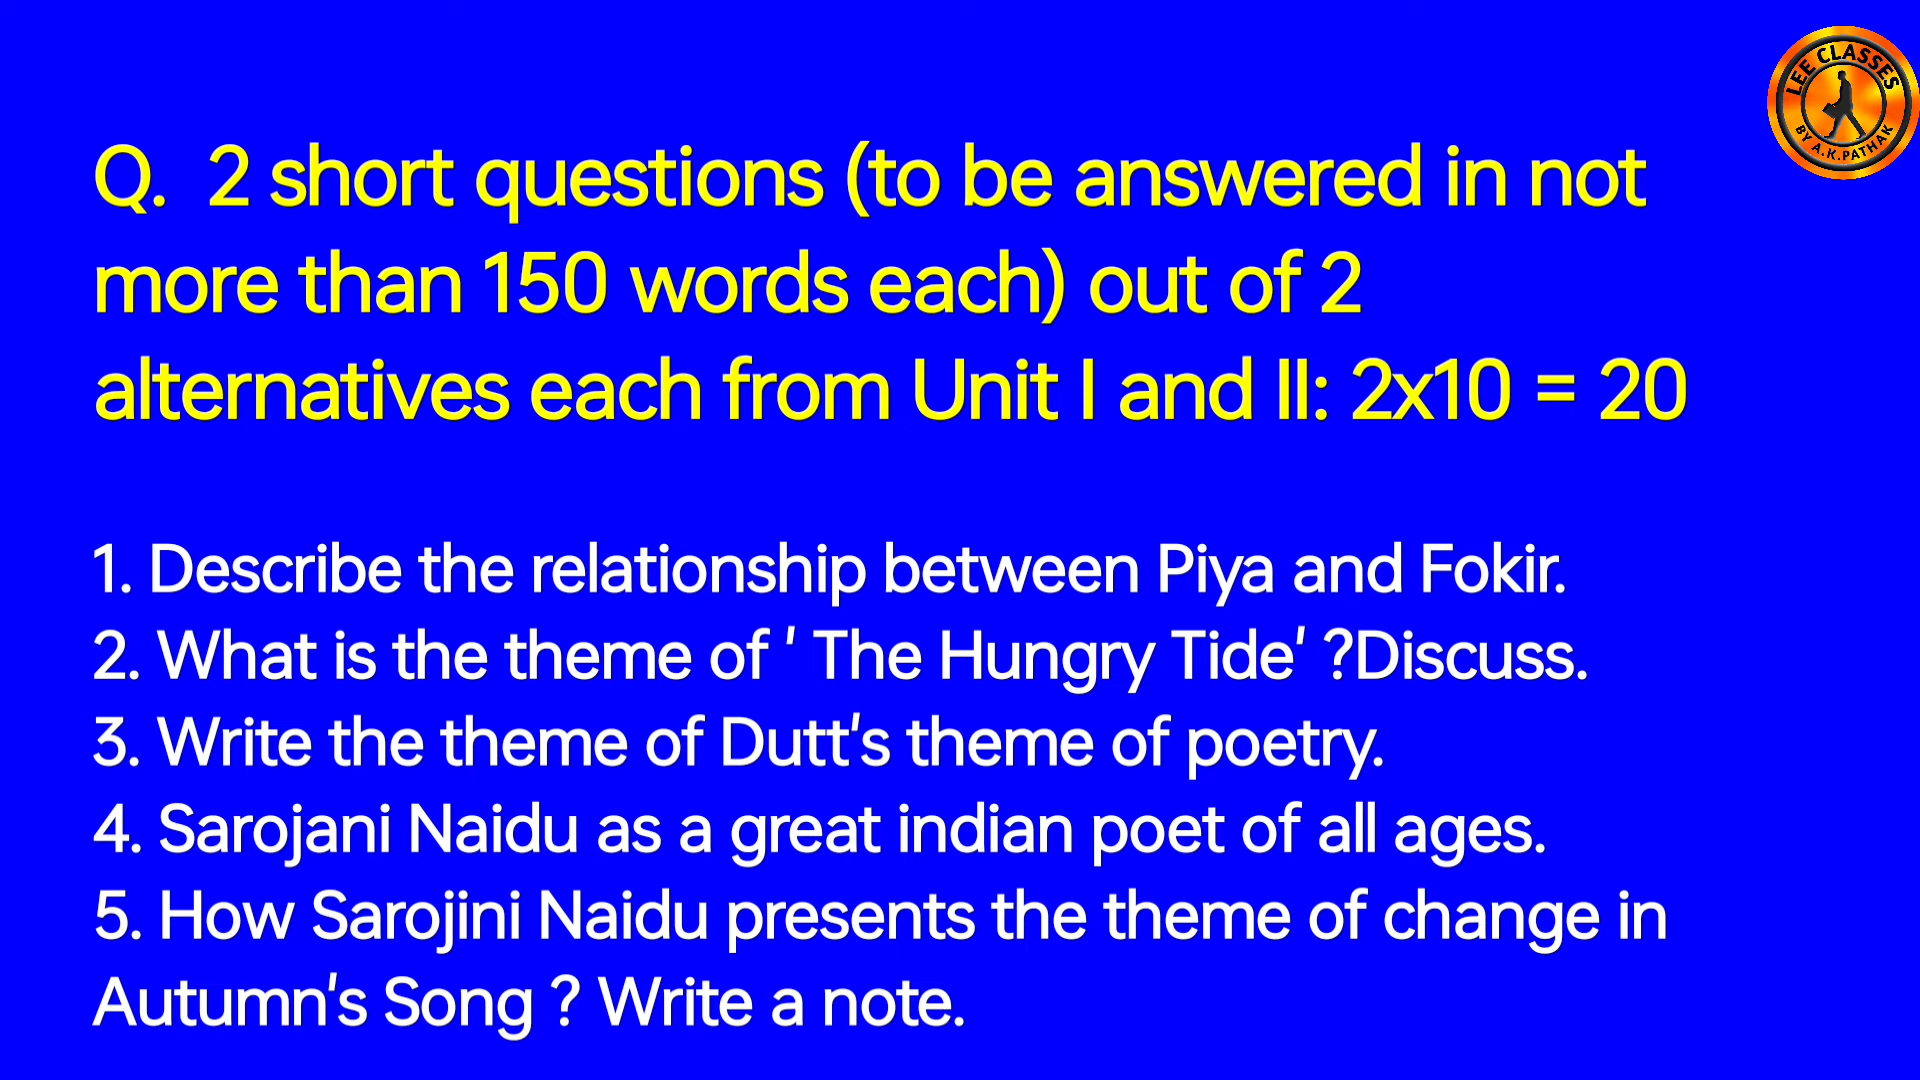 LEE CLASSES
BY A.K.PATHAK
Q. 2 short questions (to be answered in not
more than 150 words each) out of 2
alternatives each from Unit I and II: 2x10 = 20
1. Describe the relationship between Piya and Fokir.
2. What is the theme of ' The Hungry Tide' ?Discuss.
3. Write the theme of Dutt's theme of poetry.
4. Sarojani Naidu as a great indian poet of all ages.
5. How Sarojini Naidu presents the theme of change in
Autumn's Song ? Write a note.